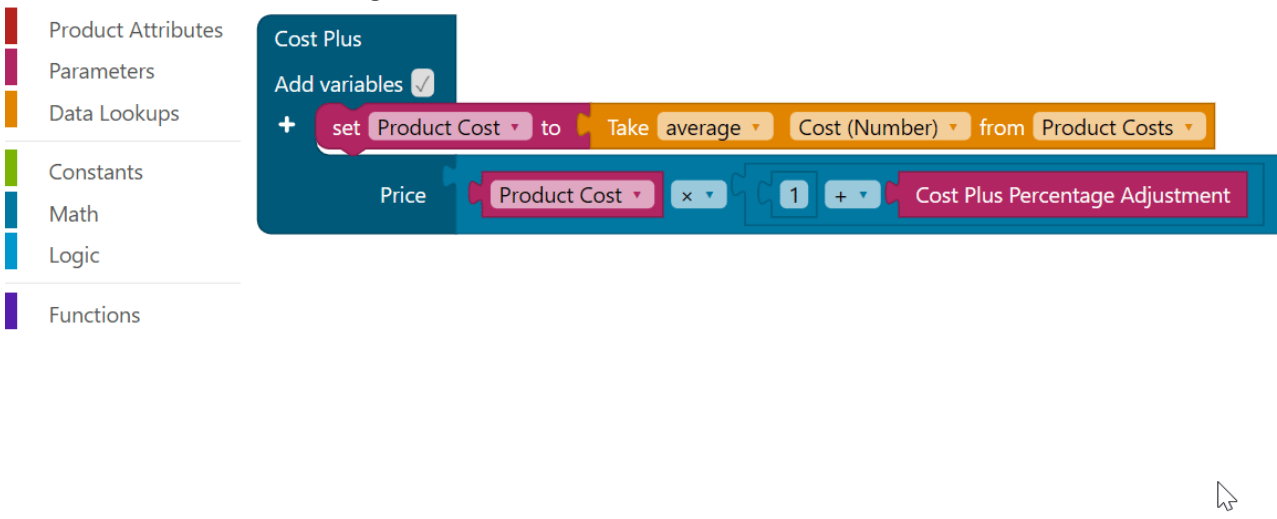 Product Attributes
Parameters
Data Lookups
Constants
Math
Logic
Functions
Cost Plus
Add variables ✓
+ set Product Cost ▾ to Take average ▾ Cost (Number) ▾ from Product Costs ▾
Price Product Cost ▾ × ▾ 1 + ▾ Cost Plus Percentage Adjustment